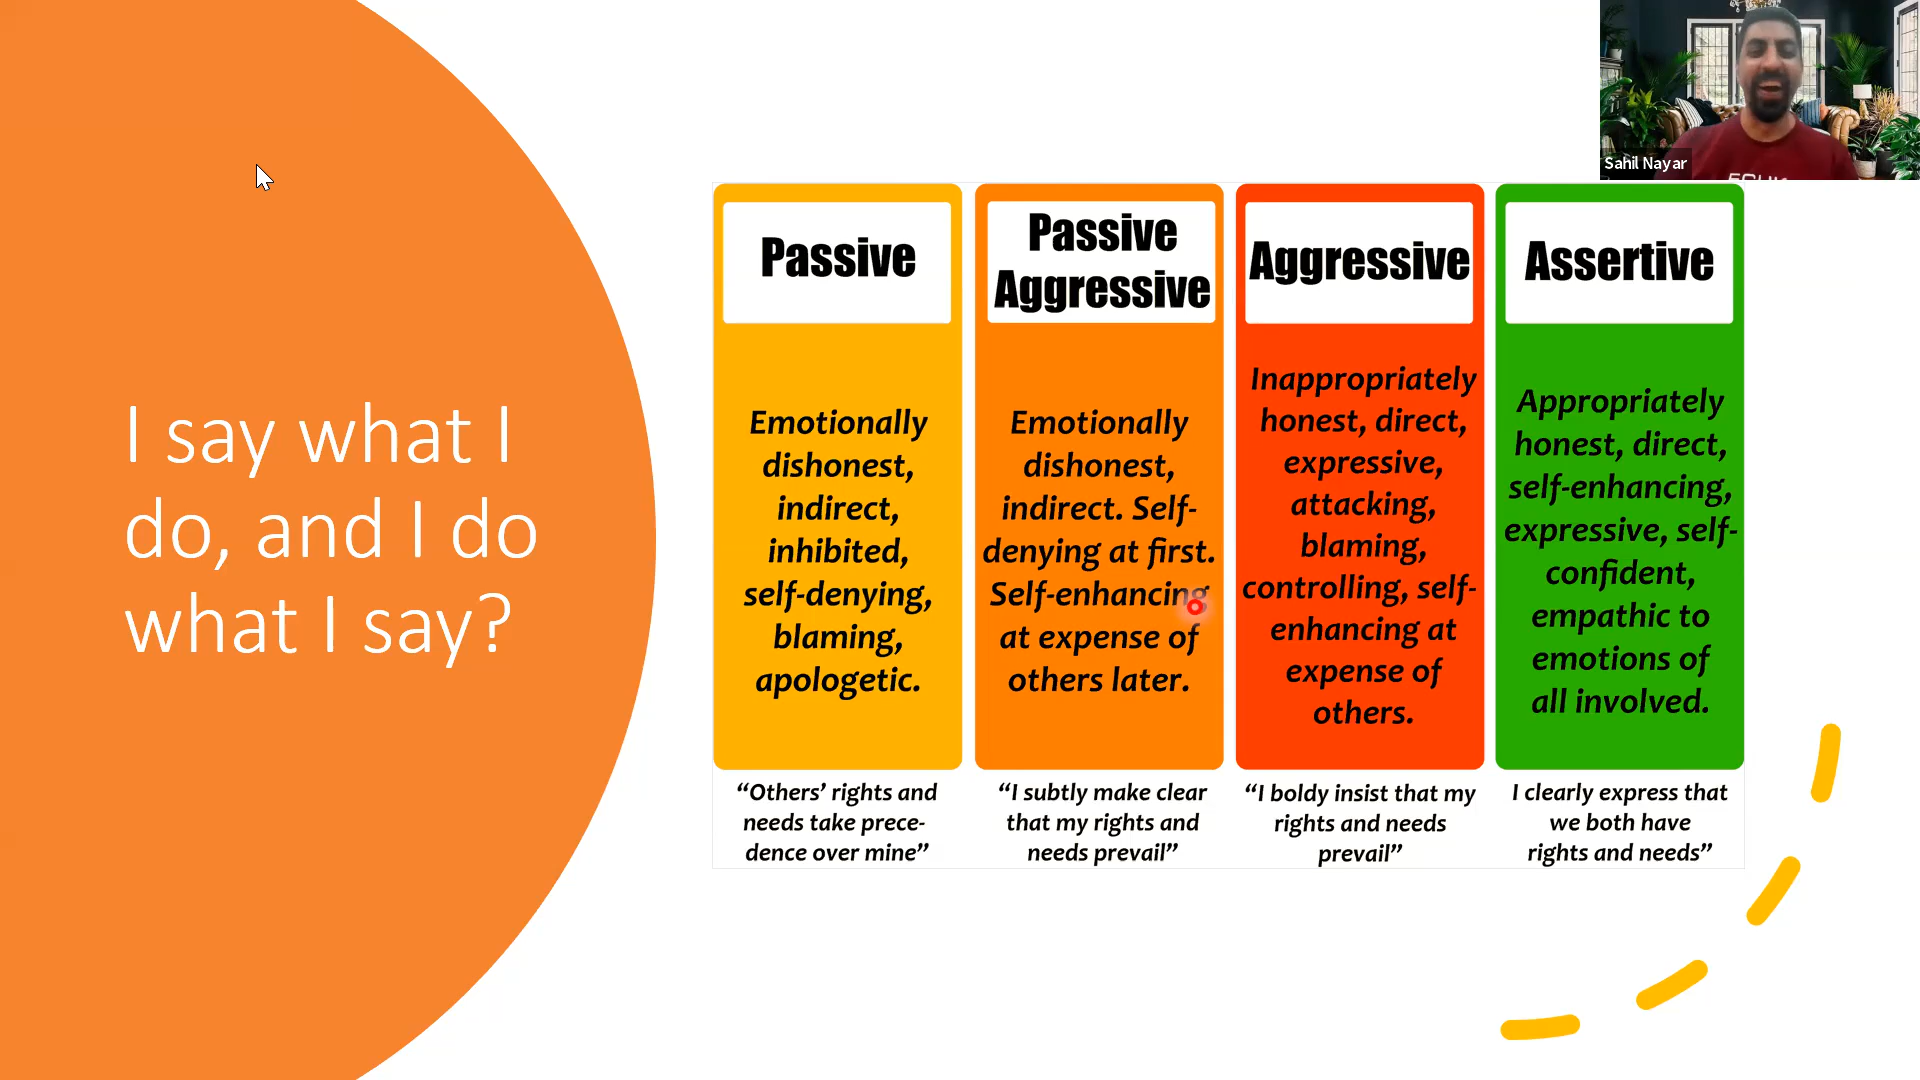 I say what I
do, and I do
what I say?
Sahil Nayar
Passive
Emotionally
dishonest,
indirect,
inhibited,
self-denying,
blaming,
apologetic.
“Others’ rights and
needs take prece-
dence over mine”
Passive
Aggressive
Emotionally
dishonest,
indirect. Self-
denying at first.
Self-enhancing
at expense of
others later.
“I subtly make clear
that my rights and
needs prevail”
Aggressive
Inappropriately
honest, direct,
expressive,
attacking,
blaming,
controlling, self-
enhancing at
expense of
others.
“I boldy insist that my
rights and needs
prevail”
Assertive
Appropriately
honest, direct,
self-enhancing,
expressive, self-
confident,
empathic to
emotions of
all involved.
I clearly express that
we both have
rights and needs”